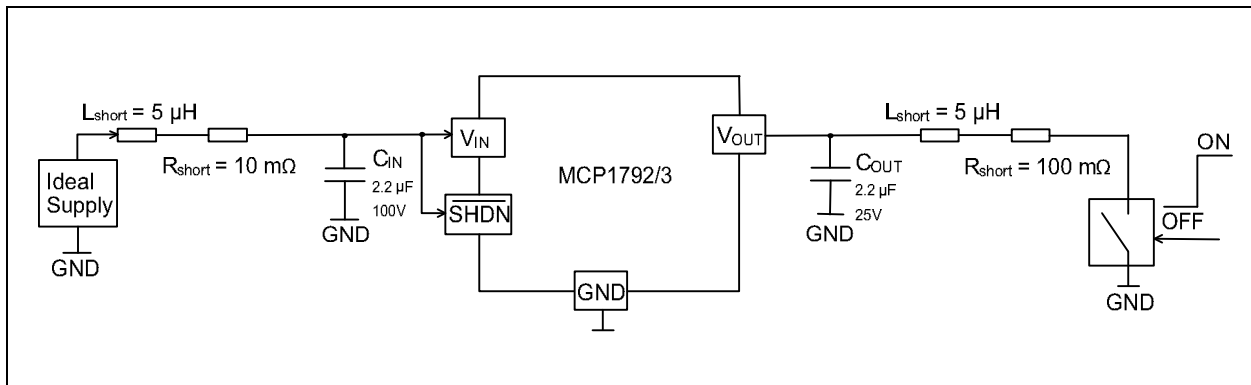 Lshort = 5 µH
Rshort = 10 mΩ
Ideal
Supply
GND
CIN
2.2 µF
100V
GND
VIN
SHDN
MCP1792/3
GND
VOUT
COUT
2.2 µF
25V
GND
Lshort = 5 µH
Rshort = 100 mΩ
ON
OFF
GND